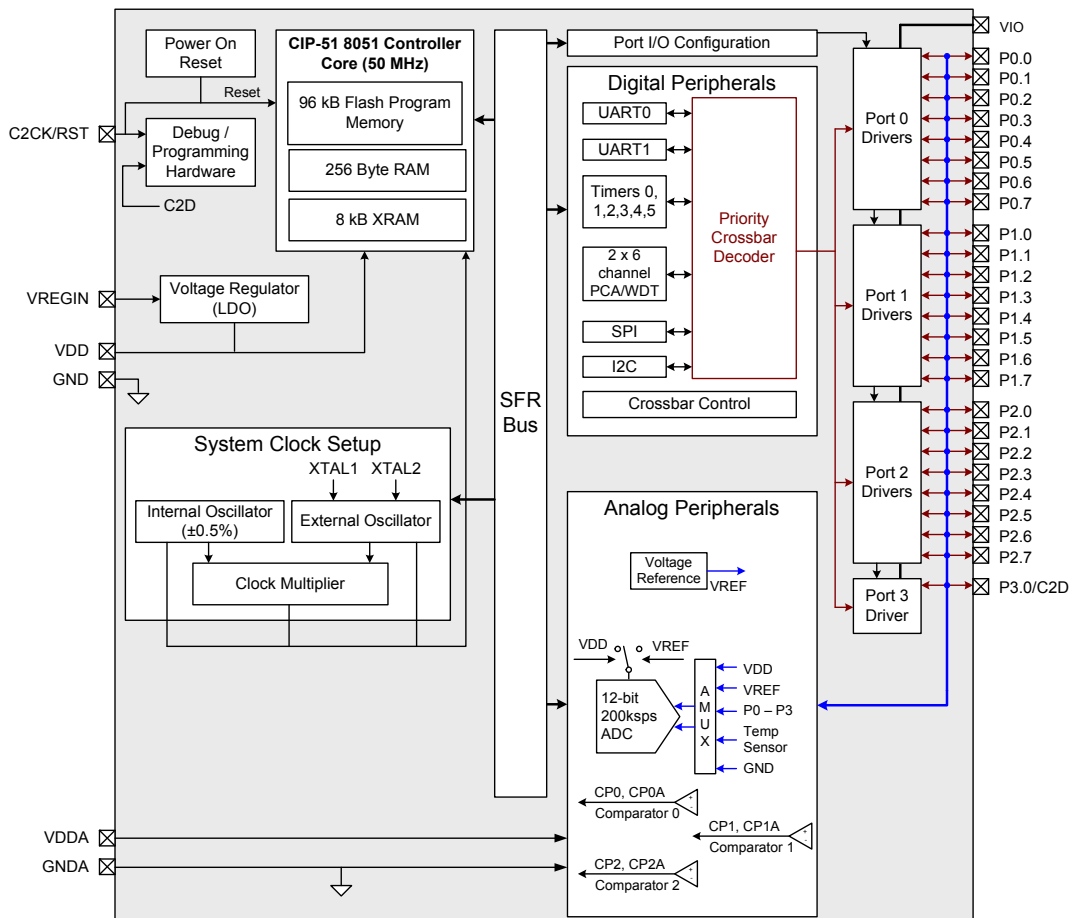 Power On
Reset
Reset
C2CK/RST
Debug /
Programming
Hardware
C2D
CIP-51 8051 Controller
Core (50 MHz)
96 kB Flash Program
Memory
256 Byte RAM
8 kB XRAM
VREGIN
Voltage Regulator
(LDO)
VDD
GND
System Clock Setup
XTAL1
XTAL2
Internal Oscillator
(±0.5%)
External Oscillator
Clock Multiplier
VDDA
GNDA
SFR
Bus
Port I/O Configuration
Digital Peripherals
UART0
UART1
Timers 0,
1,2,3,4,5
2 x 6
channel
PCA/WDT
SPI
I2C
Priority
Crossbar
Decoder
Crossbar Control
Analog Peripherals
Voltage
Reference
VREF
VDD
VREF
12-bit
200ksps
ADC
A
M
U
X
VDD
VREF
P0 – P3
Temp
Sensor
GND
CP0, CP0A
+
-
Comparator 0
CP1, CP1A
+
-
Comparator 1
CP2, CP2A
+
-
Comparator 2
Port 0
Drivers
Port 1
Drivers
Port 2
Drivers
Port 3
Driver
VIO
P0.0
P0.1
P0.2
P0.3
P0.4
P0.5
P0.6
P0.7
P1.0
P1.1
P1.2
P1.3
P1.4
P1.5
P1.6
P1.7
P2.0
P2.1
P2.2
P2.3
P2.4
P2.5
P2.6
P2.7
P3.0/C2D